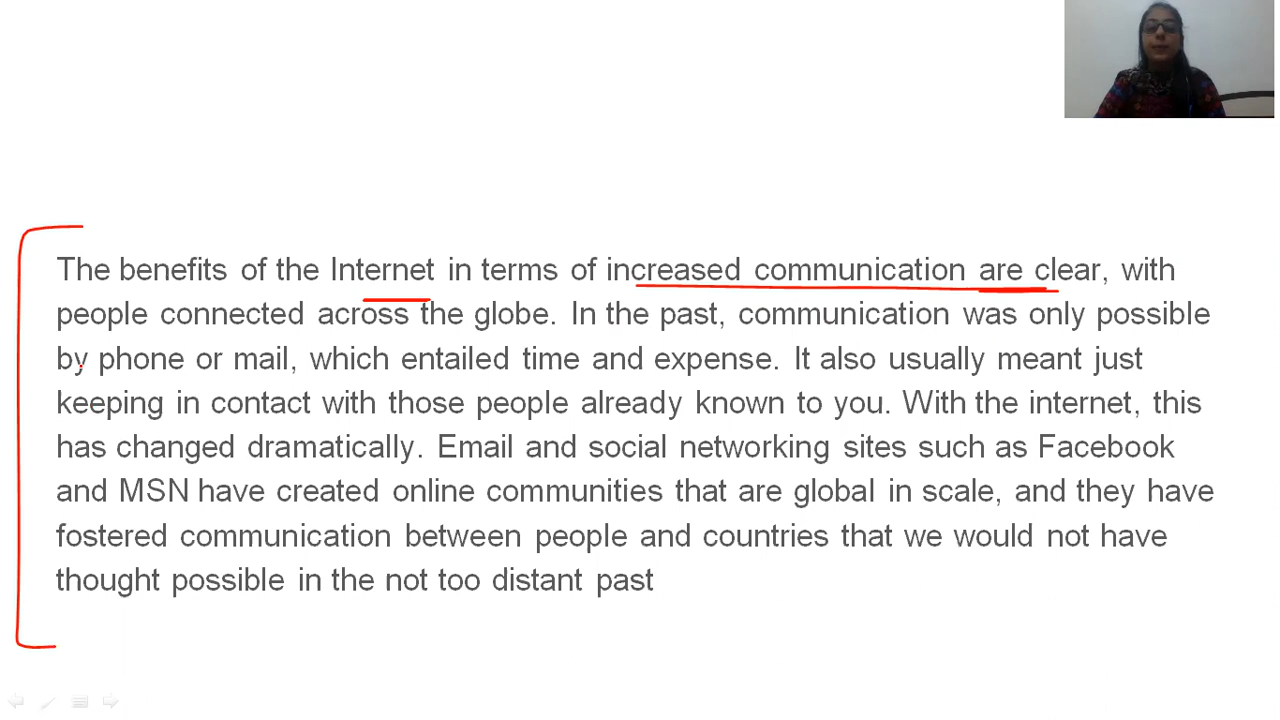 The benefits of the Internet in terms of increased communication are clear, with
people connected across the globe. In the past, communication was only possible
by phone or mail, which entailed time and expense. It also usually meant just
keeping in contact with those people already known to you. With the internet, this
has changed dramatically. Email and social networking sites such as Facebook
and MSN have created online communities that are global in scale, and they have
fostered communication between people and countries that we would not have
thought possible in the not too distant past